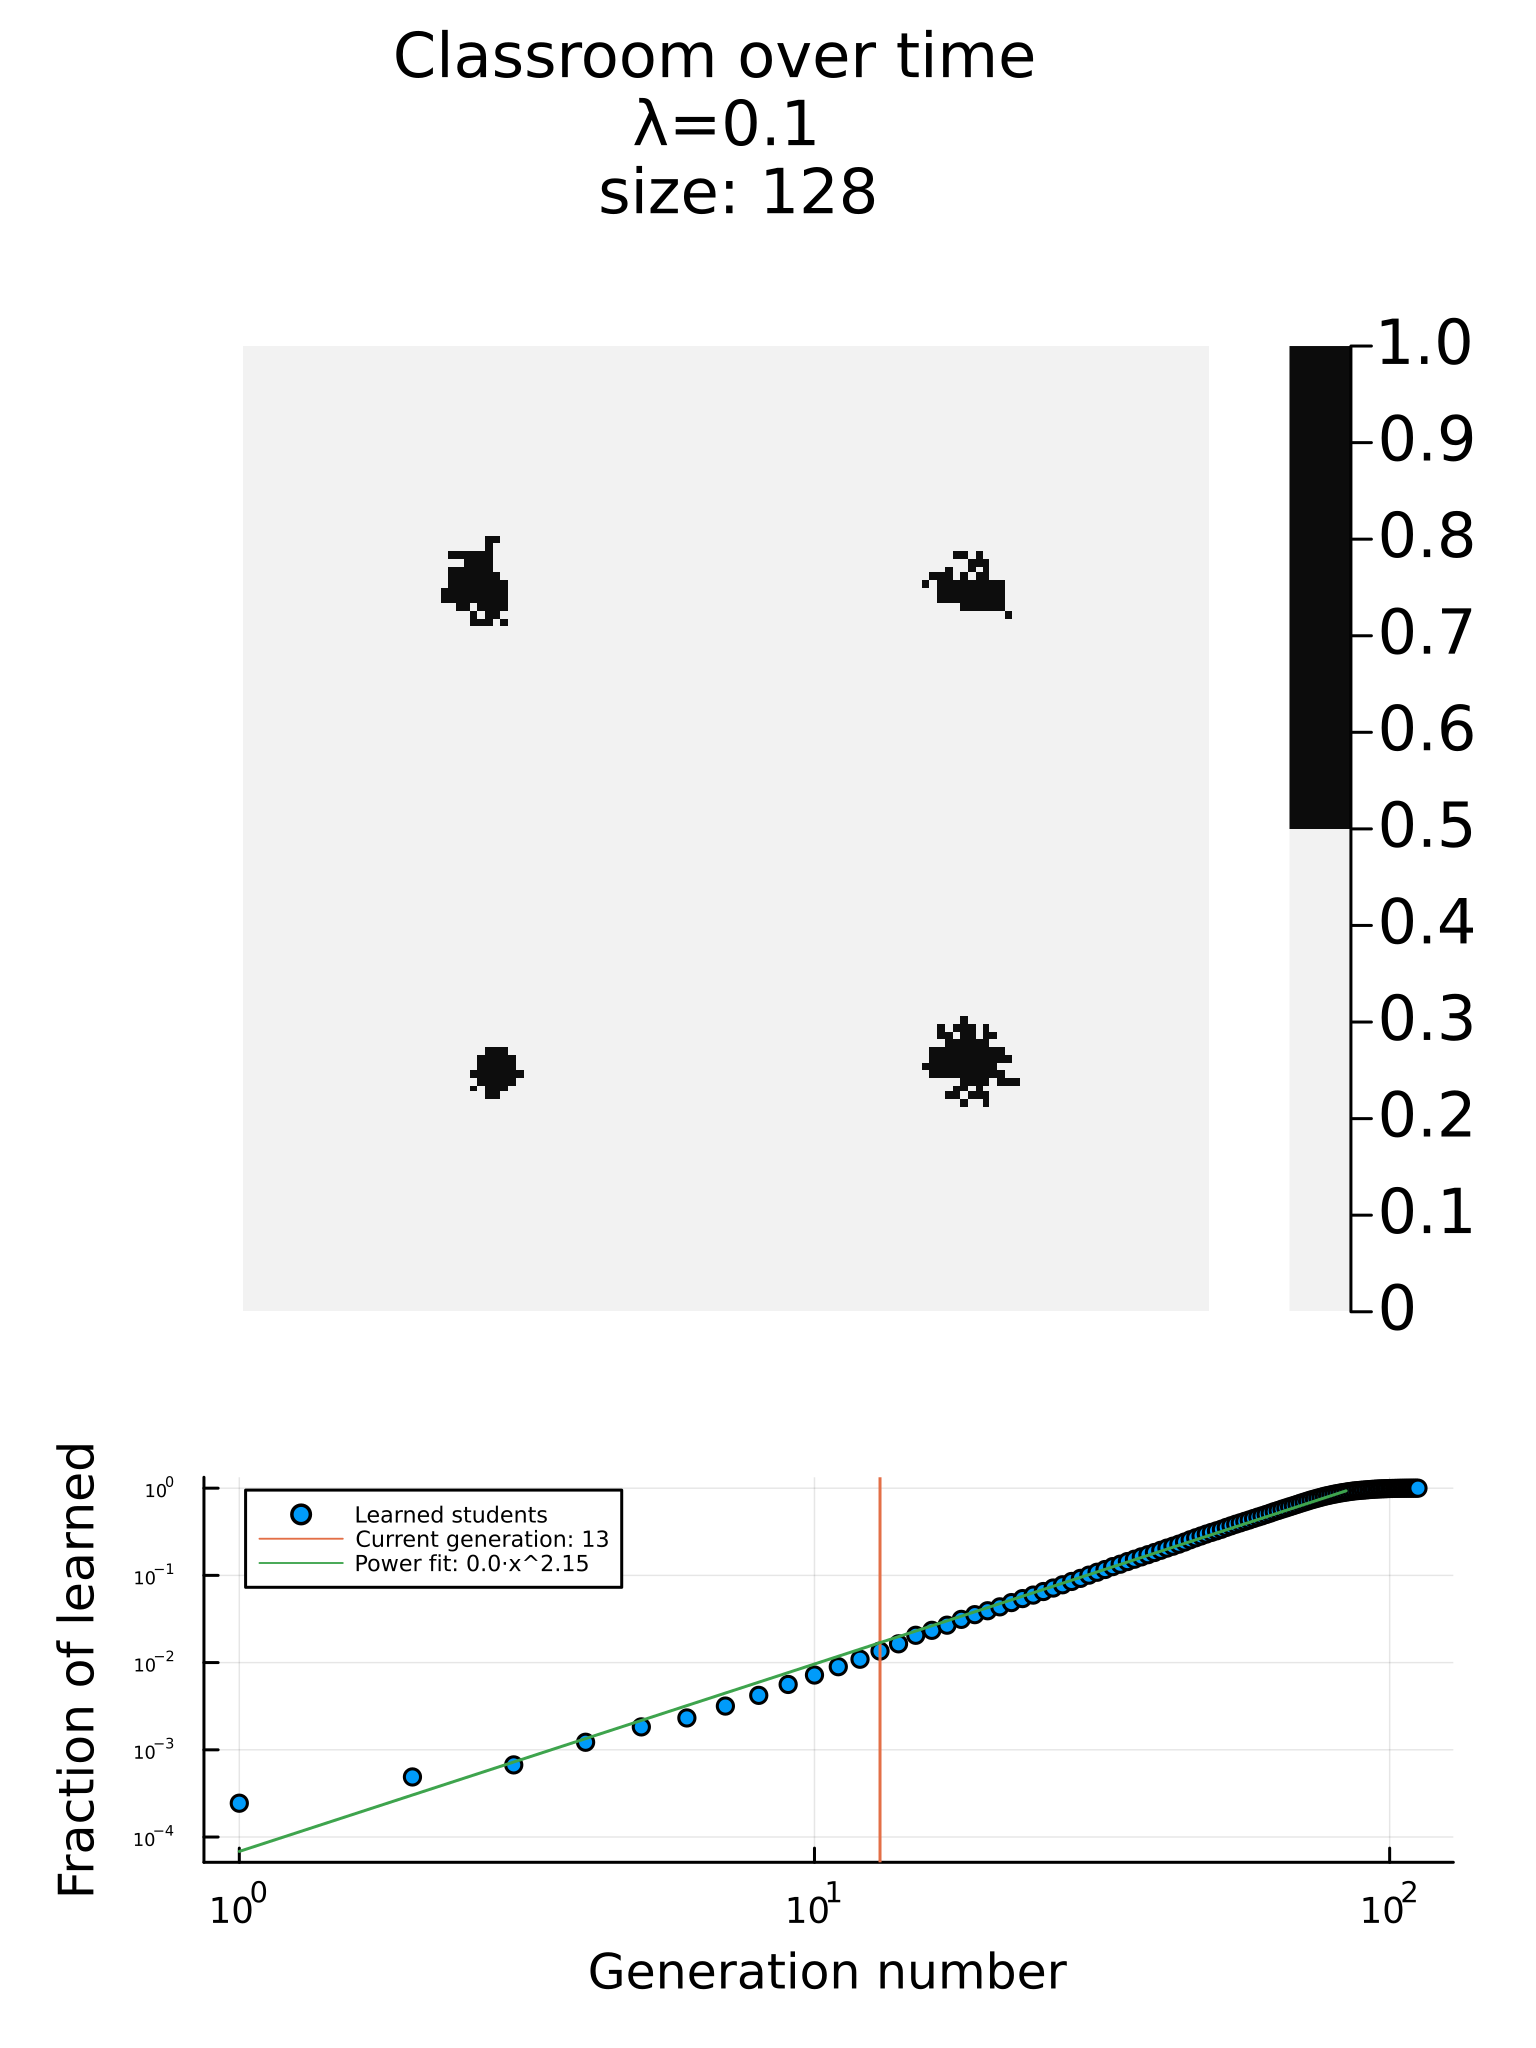 Classroom over time
λ=0.1
size: 128
1.0
0.9
0.8
0.7
0.6
0.5
0.4
0.3
0.2
0.1
0
Fraction of learned
10^0
10^-1
10^-2
10^-3
10^-4
Learned students
Current generation: 13
Power fit: 0.0·x^2.15
10^0
10^1
10^2
Generation number